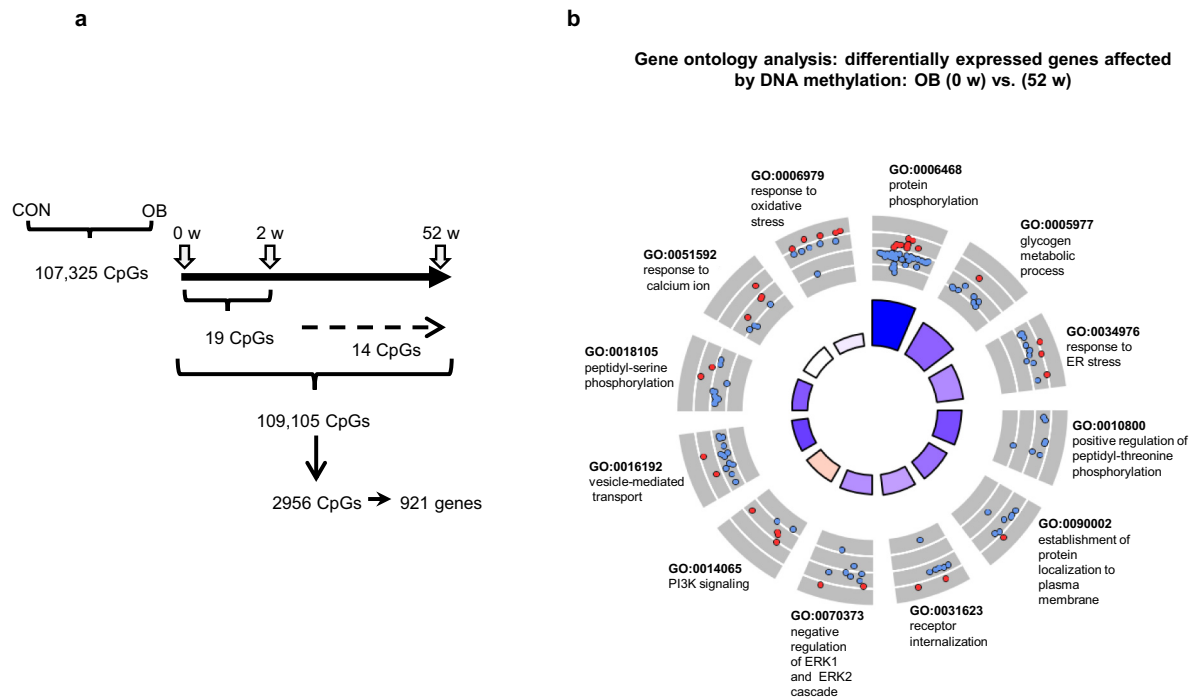 a
CON
OB
107,325 CpGs
0 w
2 w
52 w
19 CpGs
14 CpGs
109,105 CpGs
2956 CpGs
921 genes
b
Gene ontology analysis: differentially expressed genes affected
by DNA methylation: OB (0 w) vs. (52 w)
GO:0006468
protein
phosphorylation
GO:0005977
glycogen
metabolic
process
GO:0034976
response to
ER stress
GO:0010800
positive regulation of
peptidyl-threonine
phosphorylation
GO:0090002
establishment of
protein
localization to
plasma
membrane
GO:0031623
receptor
internalization
GO:0070373
negative
regulation
of ERK1
and ERK2
cascade
GO:0014065
PI3K signaling
GO:0016192
vesicle-mediated
transport
GO:0018105
peptidyl-serine
phosphorylation
GO:0051592
response to
calcium ion
GO:0006979
response to
oxidative
stress